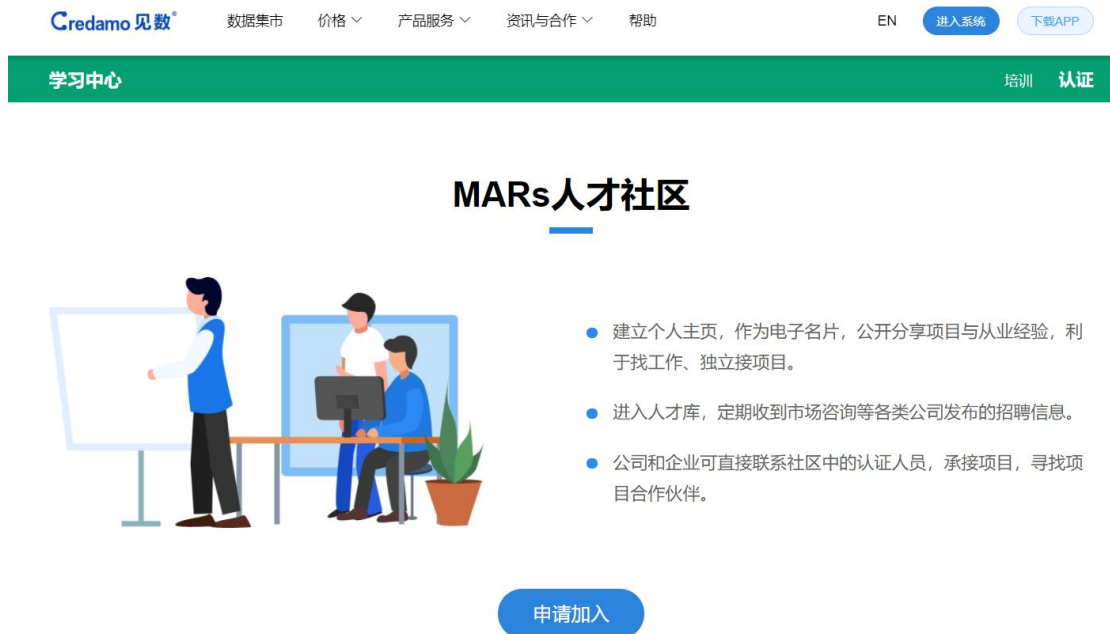 Credamo 见数®
数据集市 价格 产品服务 资讯与合作 帮助 EN 进入系统 下载APP
学习中心 培训 认证
MARs人才社区
建立个人主页，作为电子名片，公开分享项目与从业经验，利
于找工作、独立接项目。
进入人才库，定期收到市场咨询等各类公司发布的招聘信息。
公司和企业可直接联系社区中的认证人员，承接项目，寻找项
目合作伙伴。
申请加入